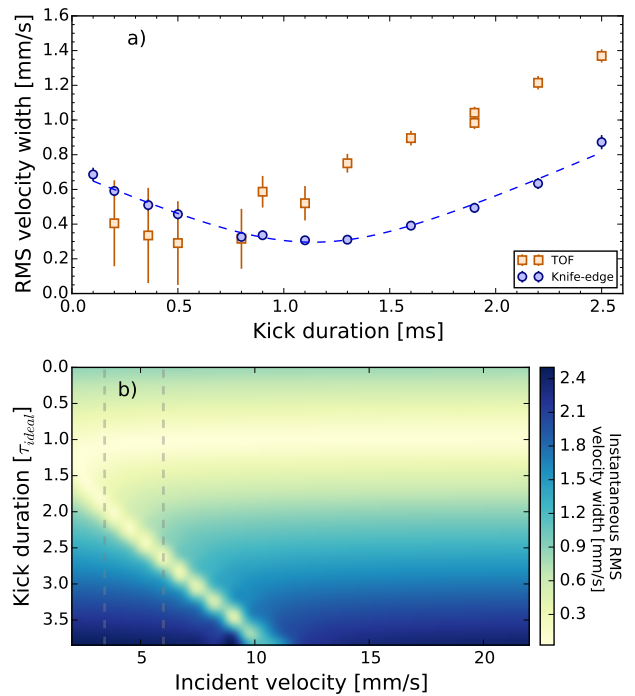 a)
RMS velocity width [mm/s]
1.6
1.4
1.2
1.0
0.8
0.6
0.4
0.2
0.0
TOF
Knife-edge
0.0 0.5 1.0 1.5 2.0 2.5
Kick duration [ms]
b)
Kick duration [τideal]
0.0
0.5
1.0
1.5
2.0
2.5
3.0
3.5
5 10 15 20
Incident velocity [mm/s]
2.4
2.1
1.8
1.5
1.2
0.9
0.6
0.3
Instantaneous RMS
velocity width [mm/s]